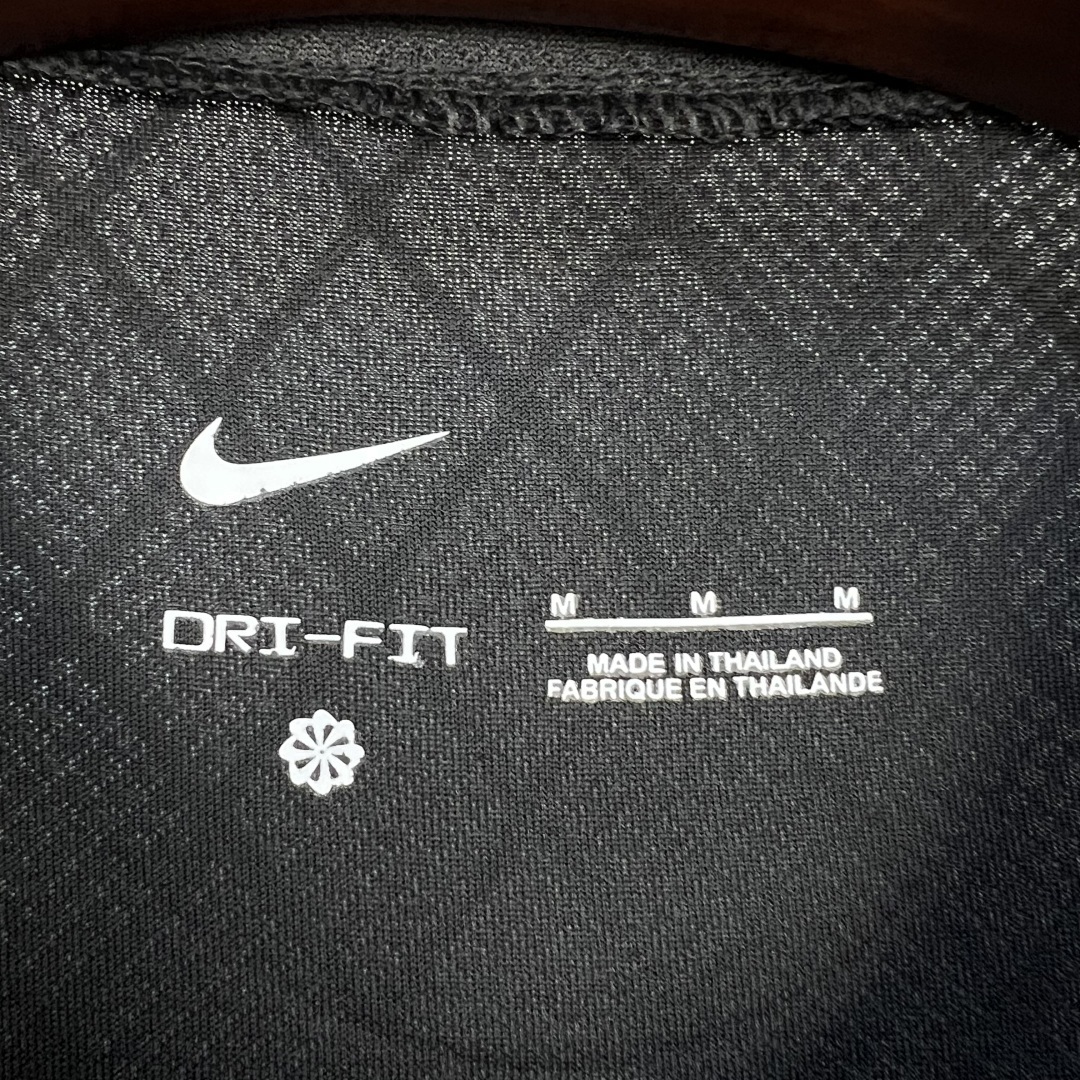 DRI-FIT
M M M
MADE IN THAILAND
FABRIQUE EN THAILANDE